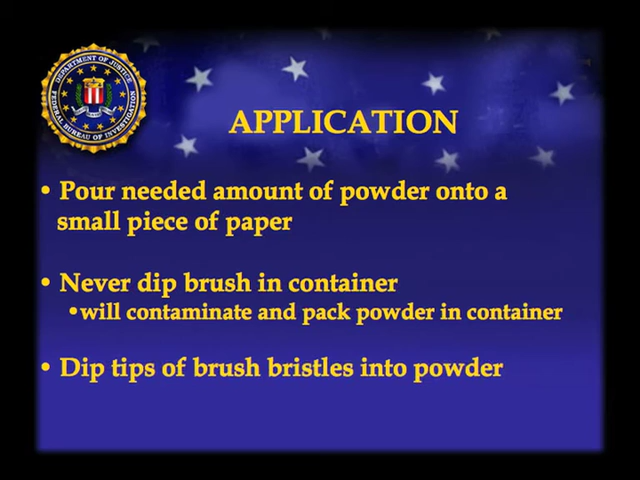 DEPARTMENT OF JUSTICE
FEDERAL BUREAU OF INVESTIGATION
APPLICATION
• Pour needed amount of powder onto a
small piece of paper
• Never dip brush in container
•will contaminate and pack powder in container
• Dip tips of brush bristles into powder